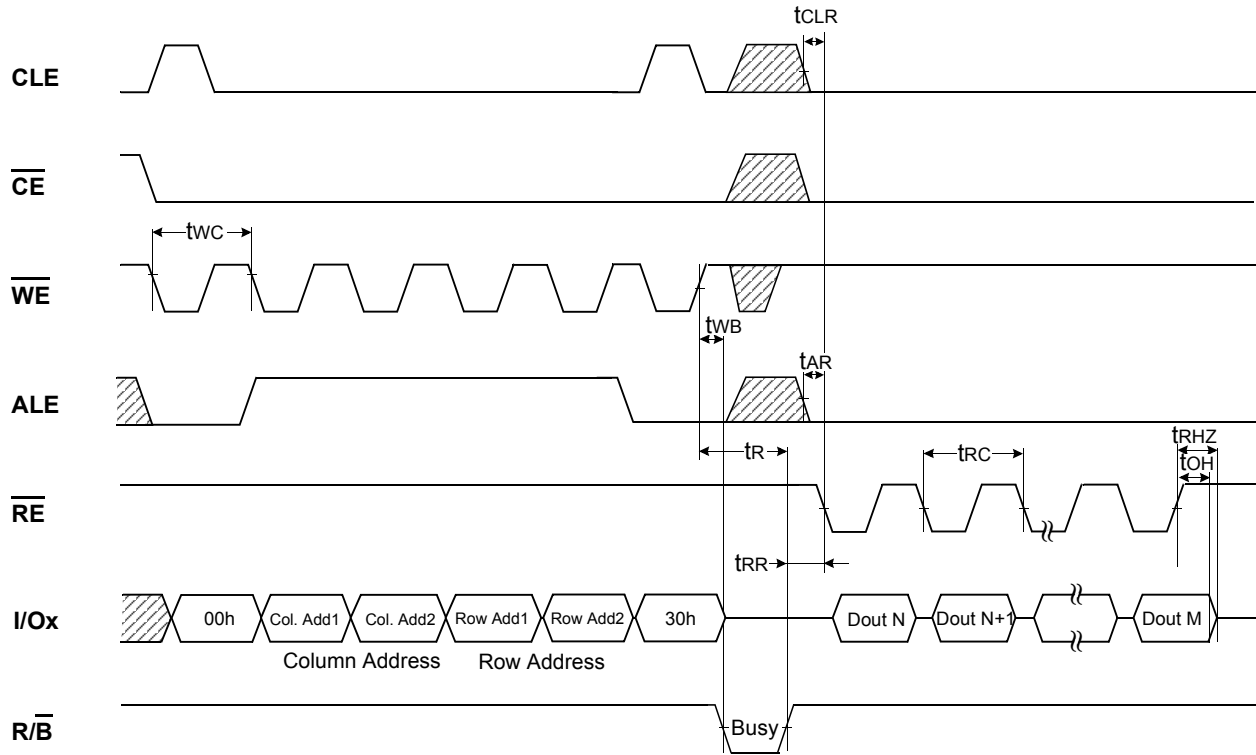 tCLR
CLE
CE
tWC
WE
tWB
tAR
ALE
tR
tRC
tRHZ
tOH
RE
tRR
I/Ox
00h
Col. Add1
Col. Add2
Row Add1
Row Add2
30h
Dout N
Dout N+1
Dout M
Column Address
Row Address
R/B
Busy